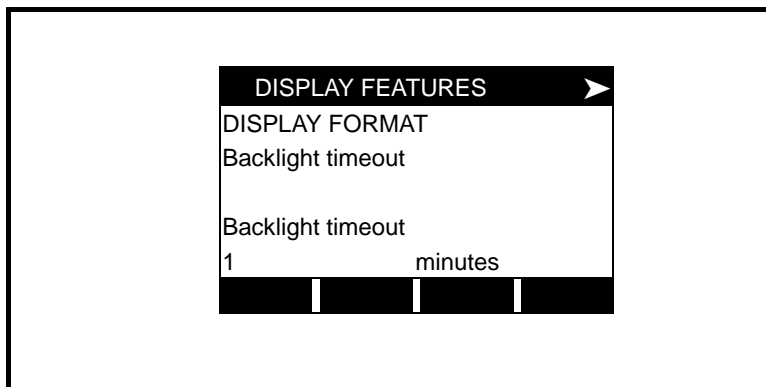 DISPLAY FEATURES
DISPLAY FORMAT
Backlight timeout
Backlight timeout
1 minutes